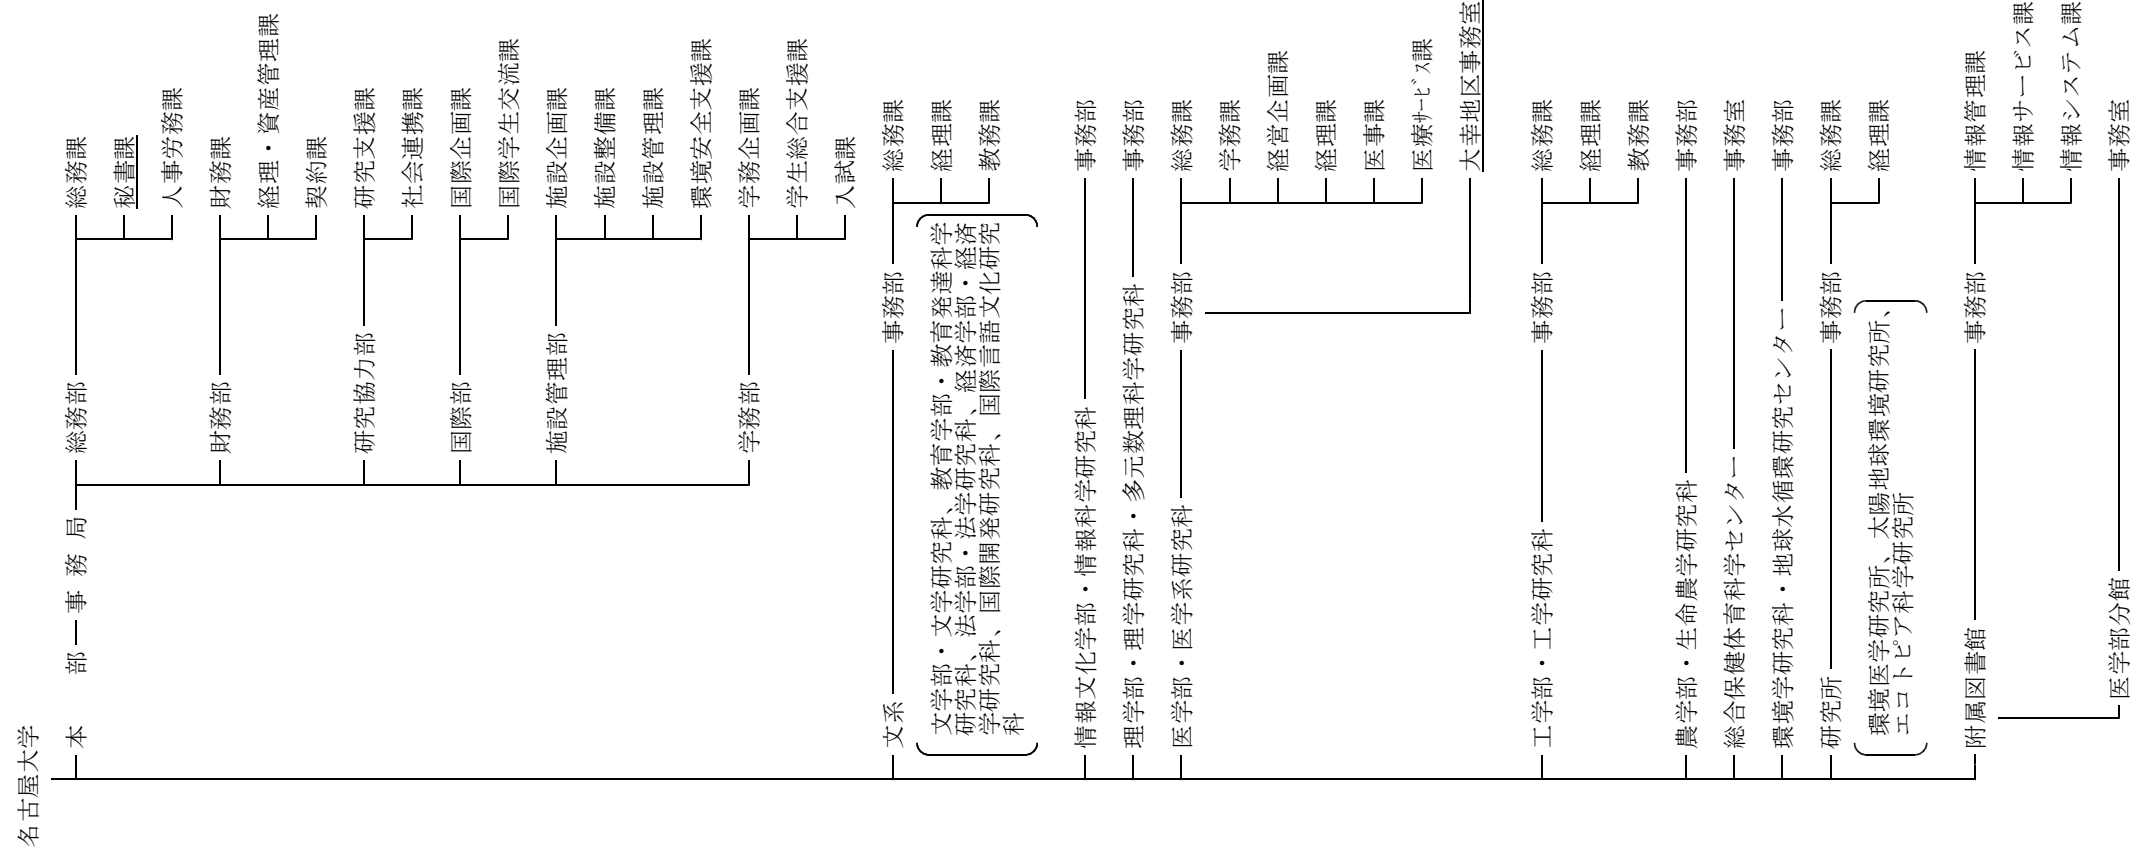 名古屋大学
本　部
事　務　局
総務部
総務課
秘書課
人事労務課
財務部
財務課
経理・資産管理課
契約課
研究協力部
研究支援課
社会連携課
国際部
国際企画課
国際学生交流課
施設管理部
施設企画課
施設整備課
施設管理課
環境安全支援課
学務部
学務企画課
学生総合支援課
入試課
文系
事務部
総務課
経理課
教務課
文学部・文学研究科、教育学部・教育発達科学
研究科、法学部・法学研究科、経済学部・経済
学研究科、国際開発研究科、国際言語文化研究
科
情報文化学部・情報科学研究科
事務部
理学部・理学研究科・多元数理科学研究科
事務部
医学部・医学系研究科
事務部
総務課
学務課
経営企画課
経理課
医事課
医療ｻｰﾋﾞｽ課
大幸地区事務室
工学部・工学研究科
事務部
総務課
経理課
教務課
農学部・生命農学研究科
事務部
総合保健体育科学センター
事務室
環境学研究科・地球水循環研究センター
事務部
研究所
事務部
総務課
経理課
環境医学研究所、太陽地球環境研究所、
エコトピア科学研究所
附属図書館
事務部
情報管理課
情報サービス課
情報システム課
医学部分館
事務室